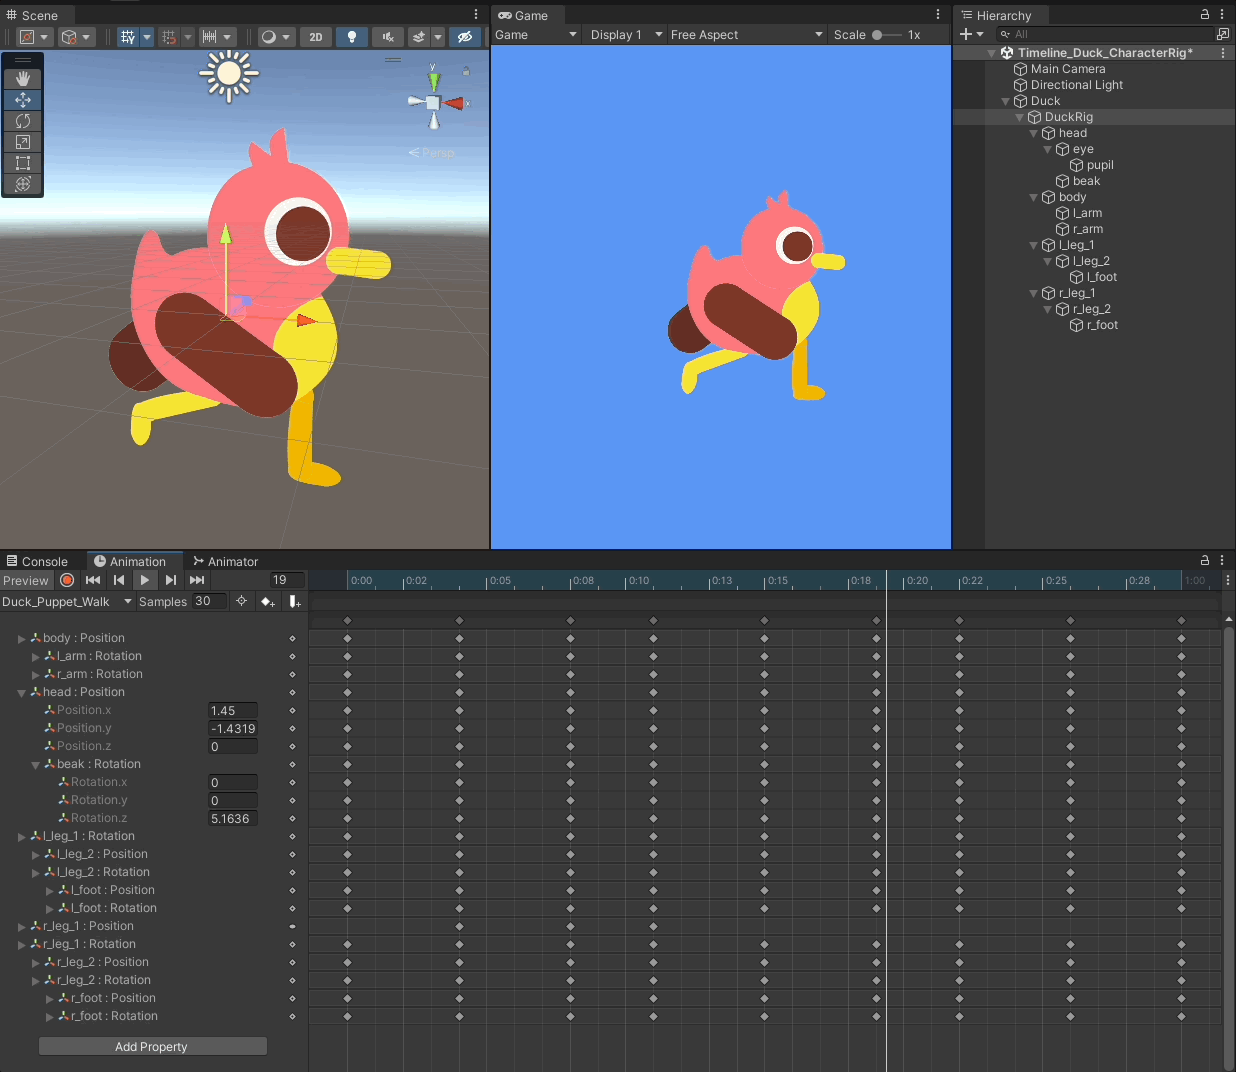 Scene
2D
y
x
Persp
Game
Game
Display 1
Free Aspect
Scale
1x
Hierarchy
All
Timeline_Duck_CharacterRig*
Main Camera
Directional Light
Duck
DuckRig
head
eye
pupil
beak
body
l_arm
r_arm
l_leg_1
l_leg_2
l_foot
r_leg_1
r_leg_2
r_foot
Console
Animation
Animator
Preview
19
0:00
0:02
0:05
0:08
0:10
0:13
0:15
0:18
0:20
0:22
0:25
0:28
1:00
Duck_Puppet_Walk
Samples
30
body : Position
l_arm : Rotation
r_arm : Rotation
head : Position
Position.x
1.45
Position.y
-1.4319
Position.z
0
beak : Rotation
Rotation.x
0
Rotation.y
0
Rotation.z
5.1636
l_leg_1 : Rotation
l_leg_2 : Position
l_leg_2 : Rotation
l_foot : Position
l_foot : Rotation
r_leg_1 : Position
r_leg_1 : Rotation
r_leg_2 : Position
r_leg_2 : Rotation
r_foot : Position
r_foot : Rotation
Add Property